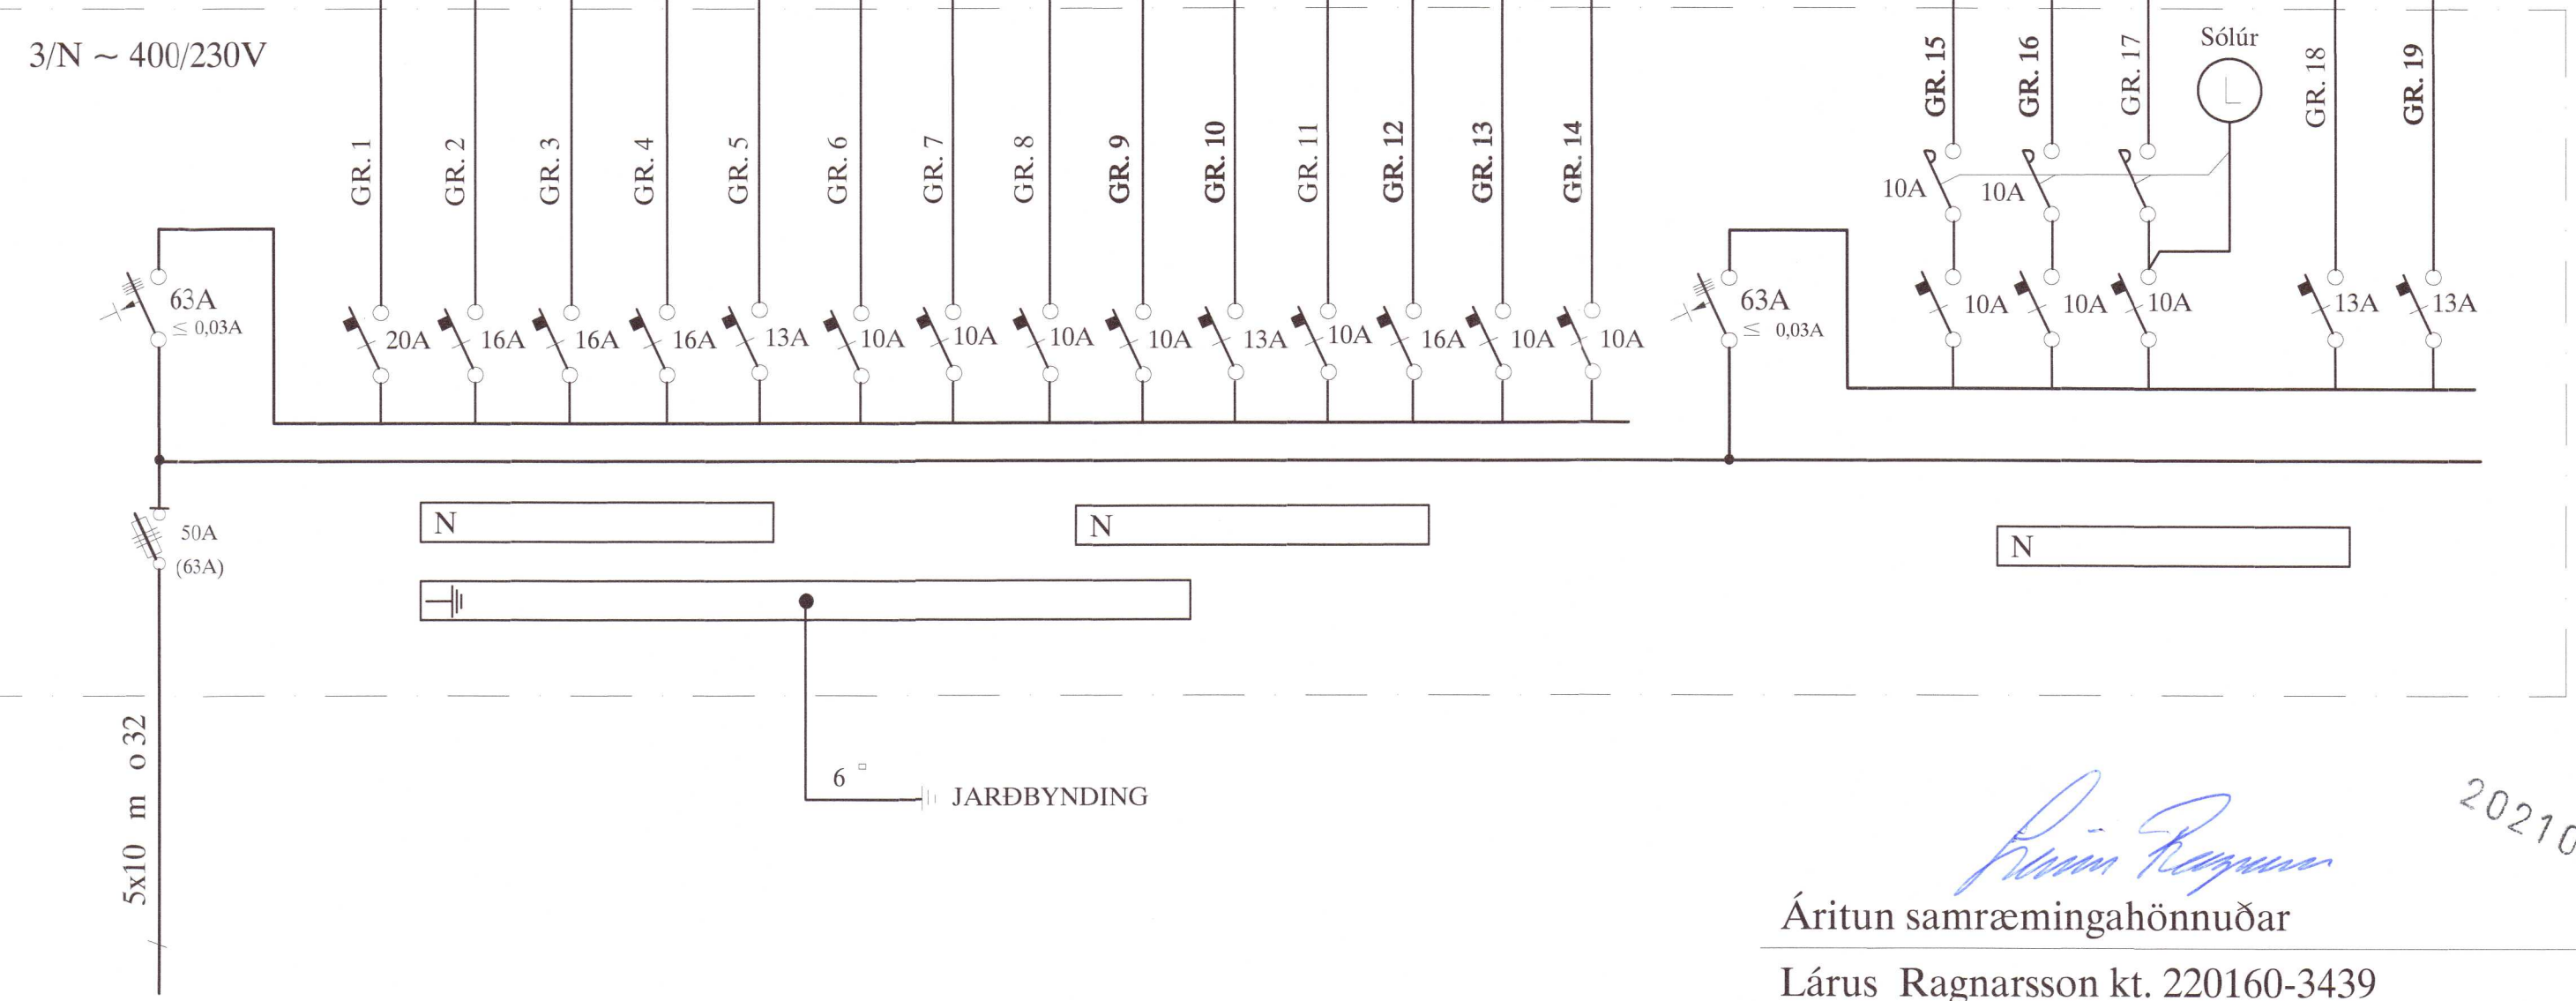 3/N ~ 400/230V
GR. 1
GR. 2
GR. 3
GR. 4
GR. 5
GR. 6
GR. 7
GR. 8
GR. 9
GR. 10
GR. 11
GR. 12
GR. 13
GR. 14
GR. 15
GR. 16
GR. 17
Sólúr
L
GR. 18
GR. 19
10A
10A
63A
≤ 0,03A
20A
16A
16A
16A
13A
10A
10A
10A
10A
13A
10A
16A
10A
10A
63A
≤ 0,03A
10A
10A
10A
13A
13A
50A
(63A)
N
N
N
5x10 m o 32
6 □
JARÐBYNDING
20210
Áritun samræmingahönnuðar
Lárus Ragnarsson kt. 220160-3439